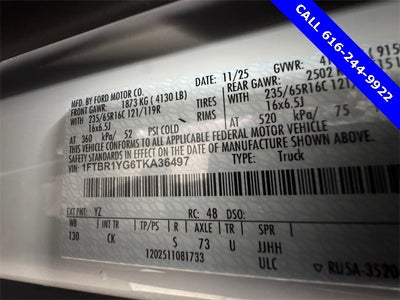 CALL 616-244-9922
MFD. BY FORD MOTOR CO.
11/25
GVWR:
FRONT GAWR: 1873 KG ( 4130 LB)
REAR GAWR: 2502
235/65R16C 121/119R TIRES 235/65R16C 121/
16x6.5J RIMS 16x6.5J
AT 360 kPa/ 52 PSI COLD AT 520 kPa/ 75
THIS VEHICLE CONFORMS TO ALL APPLICABLE FEDERAL MOTOR VEHICLE
SAFETY STANDARDS IN EFFECT ON THE DATE OF MANUFACTURE SHOWN ABOVE.
VIN: 1FTBR1YG6TKA36497
TYPE: Truck
EXT PNT: YZ RC: 48 DSO:
WB TP/PS R AXLE TR SPR
130 CK S 73 U JJHH
1202511081733 ULC RU5A-3520